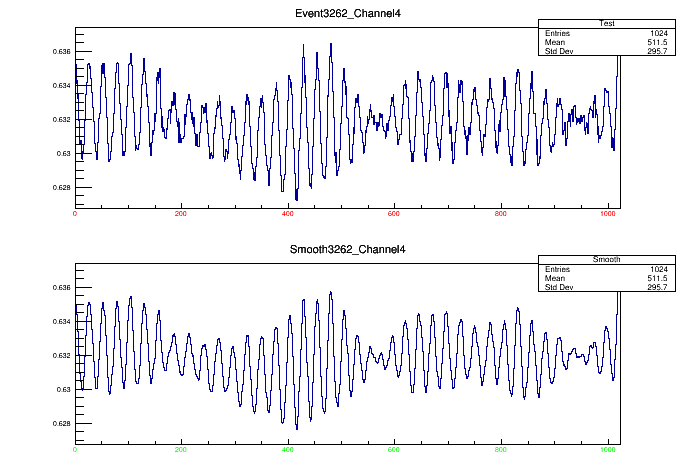 Event3262_Channel4
Test
Entries 1024
Mean 511.5
Std Dev 295.7
0.636
0.634
0.632
0.63
0.628
0 200 400 600 800 1000
Smooth3262_Channel4
Smooth
Entries 1024
Mean 511.5
Std Dev 295.7
0.636
0.634
0.632
0.63
0.628
0 200 400 600 800 1000